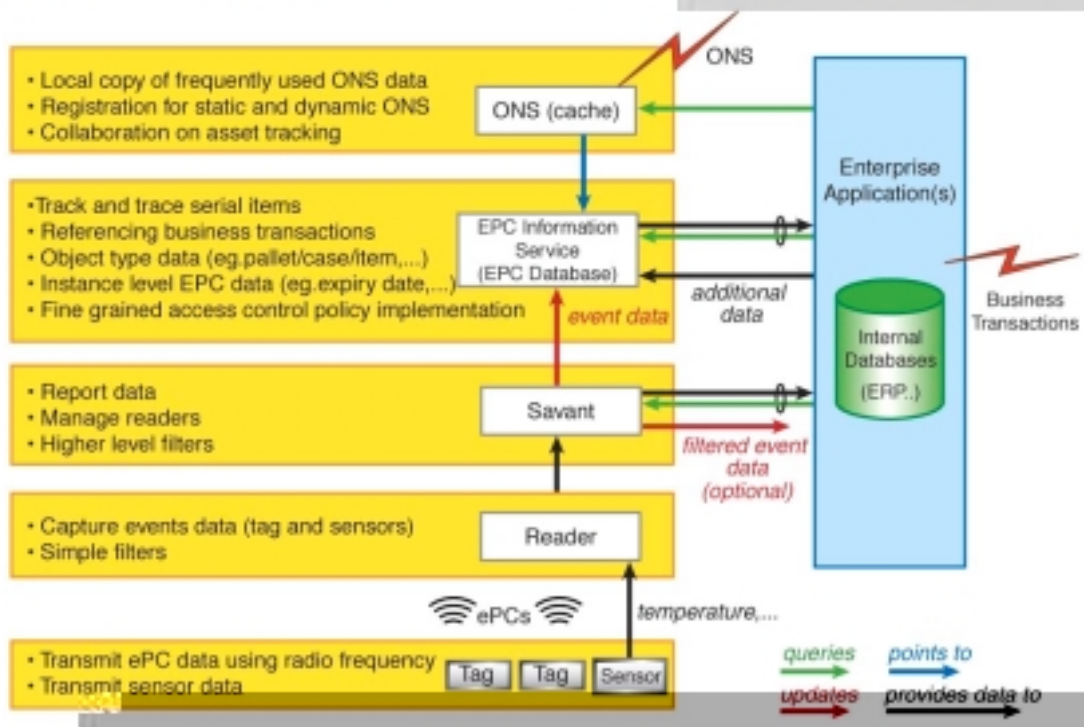 ONS
• Local copy of frequently used ONS data
• Registration for static and dynamic ONS
• Collaboration on asset tracking
ONS (cache)
Enterprise
Application(s)
•Track and trace serial items
• Referencing business transactions
• Object type data (eg.pallet/case/item,...)
• Instance level EPC data (eg.expiry date,...)
• Fine grained access control policy implementation
EPC Information
Service
(EPC Database)
event data
additional
data
Business
Transactions
Internal
Databases
(ERP..)
• Report data
• Manage readers
• Higher level filters
Savant
filtered event
data
(optional)
• Capture events data (tag and sensors)
• Simple filters
Reader
ePCs
temperature,...
• Transmit ePC data using radio frequency
• Transmit sensor data
Tag
Tag
Sensor
queries
points to
updates
provides data to